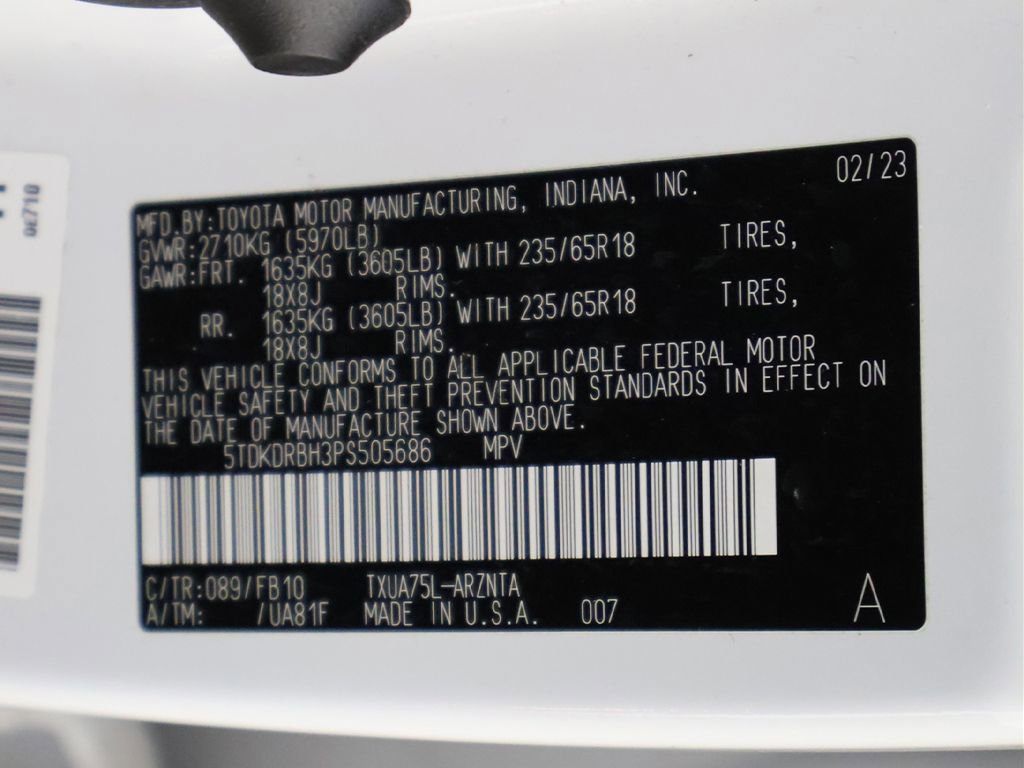 02/23
MFD.BY:TOYOTA MOTOR MANUFACTURING, INDIANA, INC.
GVWR:2710KG (5970LB)
GAWR:FRT. 1635KG (3605LB) WITH 235/65R18 TIRES,
18X8J RIMS.
RR. 1635KG (3605LB) WITH 235/65R18 TIRES,
18X8J RIMS.
THIS VEHICLE CONFORMS TO ALL APPLICABLE FEDERAL MOTOR
VEHICLE SAFETY AND THEFT PREVENTION STANDARDS IN EFFECT ON
THE DATE OF MANUFACTURE SHOWN ABOVE.
5TDKDRBH3PS505686 MPV
C/TR:089/FB10 TXUA75L-ARZNTA
A/TM: /UA81F MADE IN U.S.A. 007 A
0E710